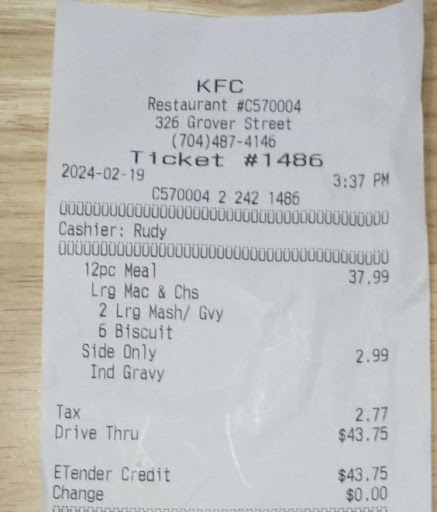 KFC
Restaurant #C570004
326 Grover Street
(704)487-4146
Ticket #1486
2024-02-19 3:37 PM
C570004 2 242 1486
Cashier: Rudy
12pc Meal 37.99
Lrg Mac & Chs
2 Lrg Mash/ Gvy
6 Biscuit
Side Only 2.99
Ind Gravy
Tax 2.77
Drive Thru $43.75
ETender Credit $43.75
Change $0.00